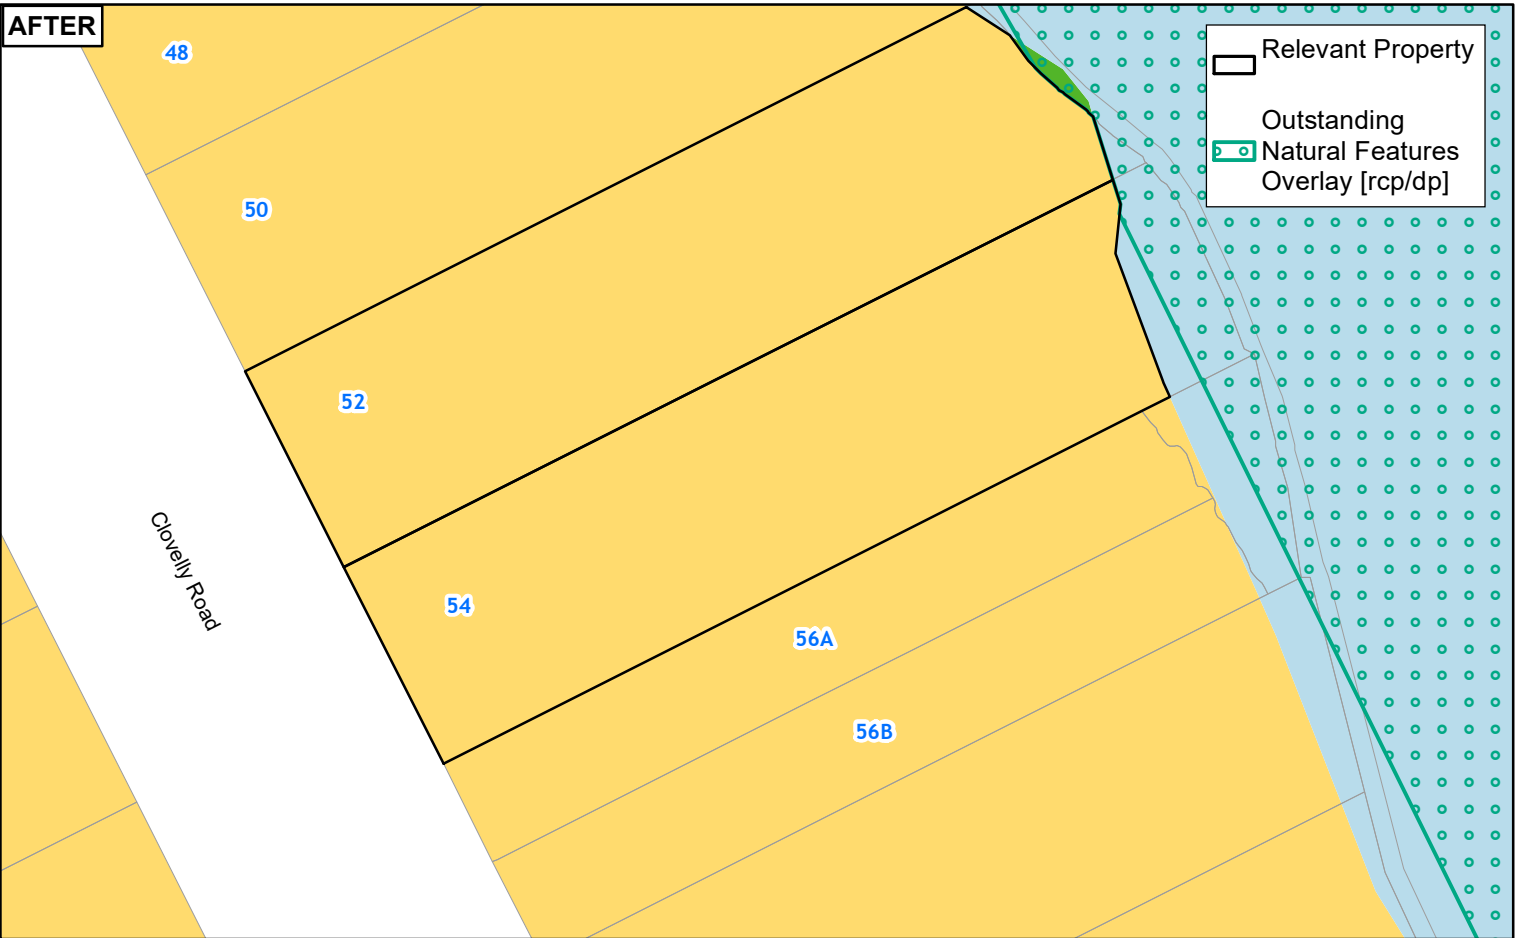 AFTER
48
Relevant Property
Outstanding
Natural Features
Overlay [rcp/dp]
50
52
Clovelly Road
54
56A
56B